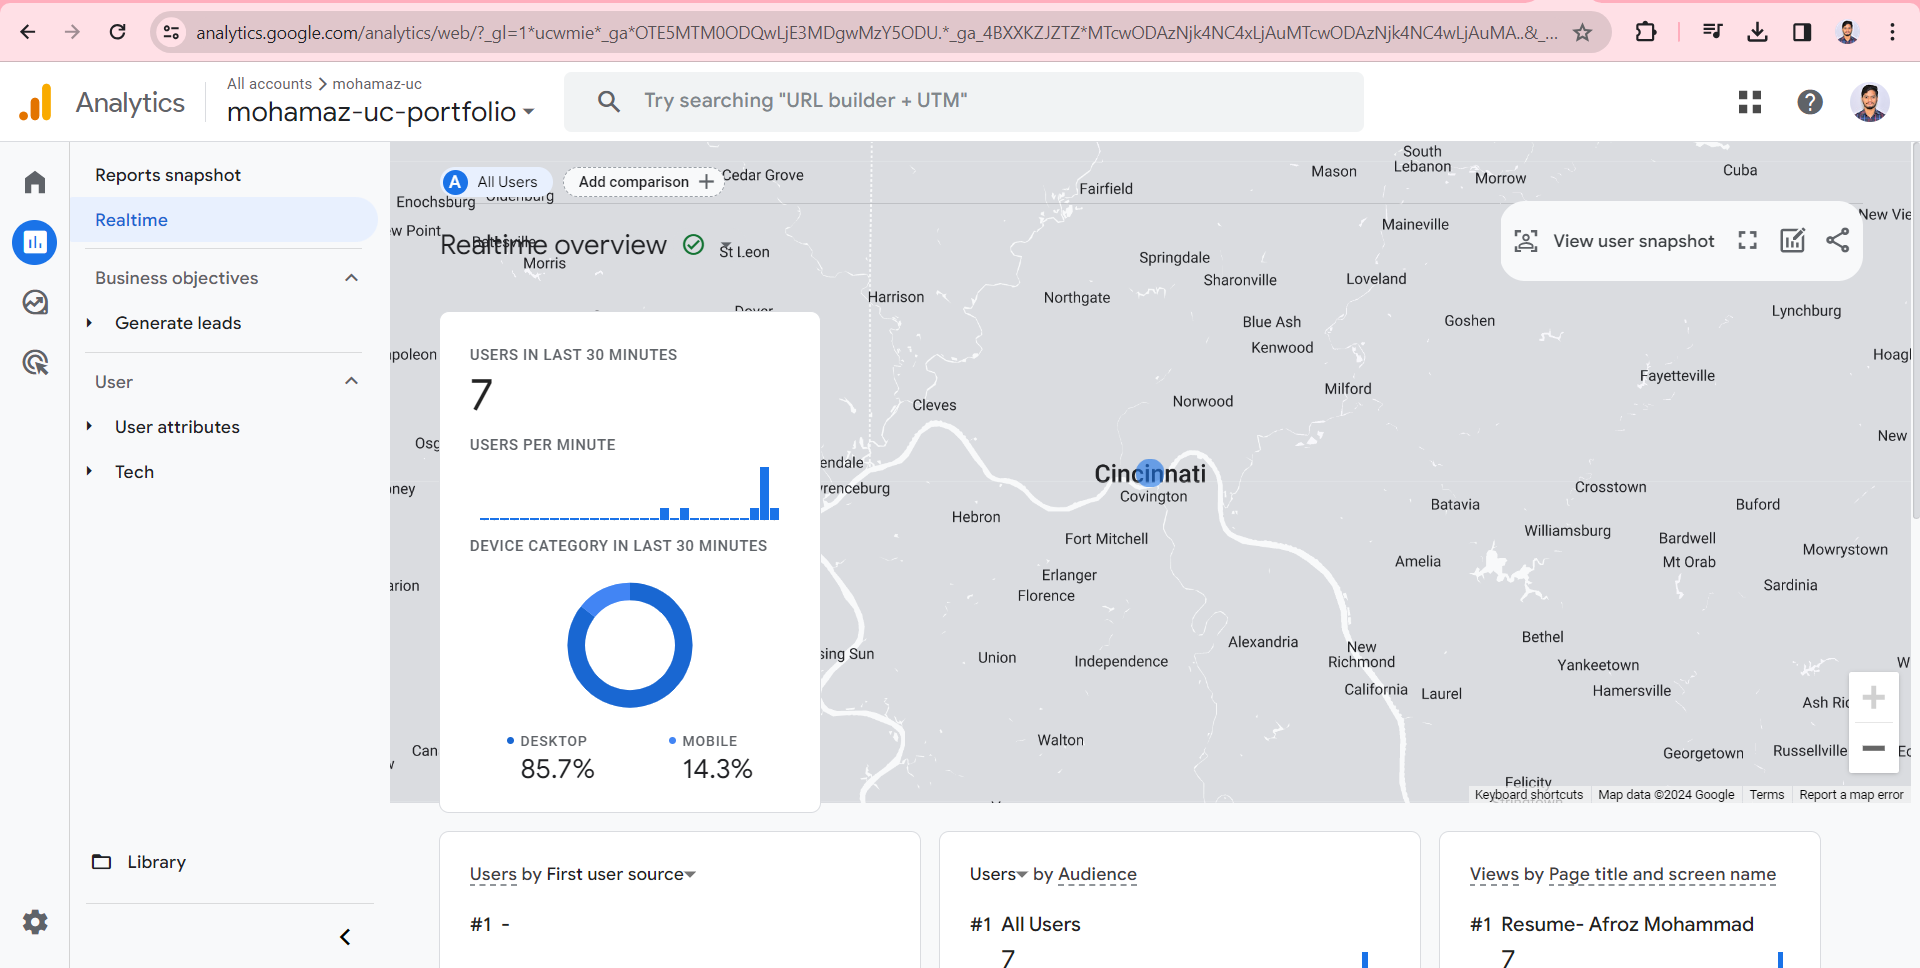 analytics.google.com/analytics/web/?_gl=1*ucwmie*_ga*OTE5MTM0ODQwLjE3MDgwMzY5ODU.*_ga_4BXXKZJZTZ*MTcwODAzNjk4NC4xLjAuMTcwODAzNjk4NC4wLjAuMA..&_...
Analytics
All accounts > mohamaz-uc
mohamaz-uc-portfolio
Try searching "URL builder + UTM"
Reports snapshot
Realtime
Business objectives
Generate leads
User
User attributes
Tech
Library
A All Users
Add comparison +
Realtime overview
View user snapshot
USERS IN LAST 30 MINUTES
7
USERS PER MINUTE
DEVICE CATEGORY IN LAST 30 MINUTES
DESKTOP
85.7%
MOBILE
14.3%
Cedar Grove
Enochsburg
Oldenburg
Batesville
Morris
St Leon
Dover
Harrison
Fairfield
Mason
South
Lebanon
Morrow
Cuba
Maineville
Springdale
Sharonville
Loveland
Northgate
Blue Ash
Kenwood
Goshen
Lynchburg
Fayetteville
Milford
Norwood
Cleves
Cincinnati
Covington
Hebron
Fort Mitchell
Erlanger
Florence
Union
Independence
Alexandria
New
Richmond
California
Laurel
Walton
Batavia
Crosstown
Buford
Williamsburg
Bardwell
Mt Orab
Mowrystown
Amelia
Sardinia
Bethel
Yankeetown
Hamersville
Georgetown
Russellville
Felicity
Keyboard shortcuts
Map data ©2024 Google
Terms
Report a map error
Users by First user source
#1 -
Users by Audience
#1 All Users
7
Views by Page title and screen name
#1 Resume- Afroz Mohammad
7